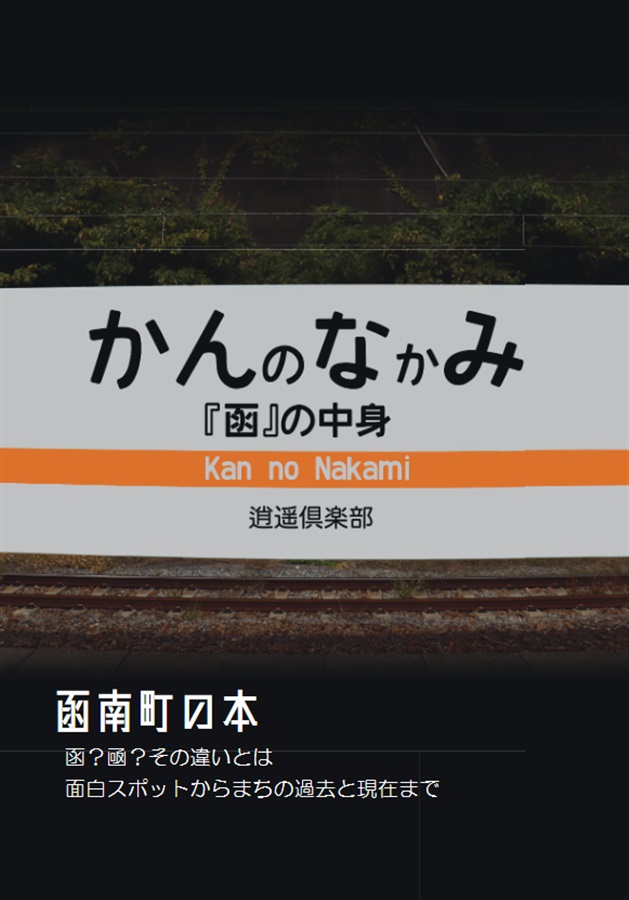 かんのなかみ
『函』の中身
Kan no Nakami
逍遥倶楽部
函南町の本
函?凾?その違いとは
面白スポットからまちの過去と現在まで